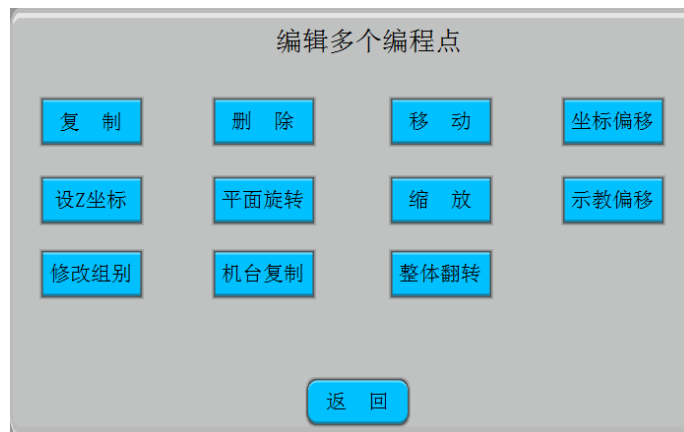 编辑多个编程点
复 制 删 除 移 动 坐标偏移
设Z坐标 平面旋转 缩 放 示教偏移
修改组别 机台复制 整体翻转
返 回